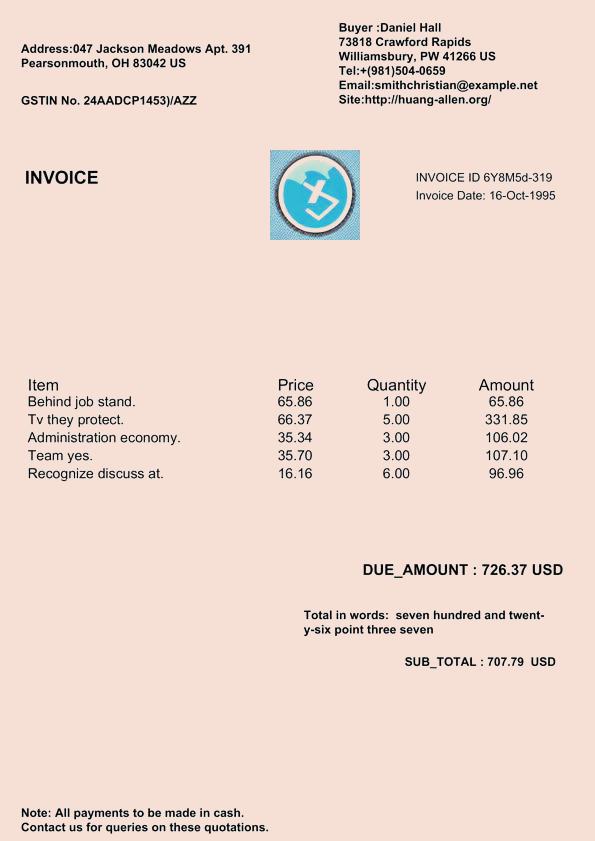 Address:047 Jackson Meadows Apt. 391
Pearsonmouth, OH 83042 US
GSTIN No. 24AADCP1453)/AZZ
Buyer :Daniel Hall
73818 Crawford Rapids
Williamsbury, PW 41266 US
Tel:+(981)504-0659
Email:smithchristian@example.net
Site:http://huang-allen.org/
INVOICE
INVOICE ID 6Y8M5d-319
Invoice Date: 16-Oct-1995
Item Price Quantity Amount
Behind job stand. 65.86 1.00 65.86
Tv they protect. 66.37 5.00 331.85
Administration economy. 35.34 3.00 106.02
Team yes. 35.70 3.00 107.10
Recognize discuss at. 16.16 6.00 96.96
DUE_AMOUNT : 726.37 USD
Total in words:  seven hundred and twent-
y-six point three seven
SUB_TOTAL : 707.79  USD
Note: All payments to be made in cash.
Contact us for queries on these quotations.